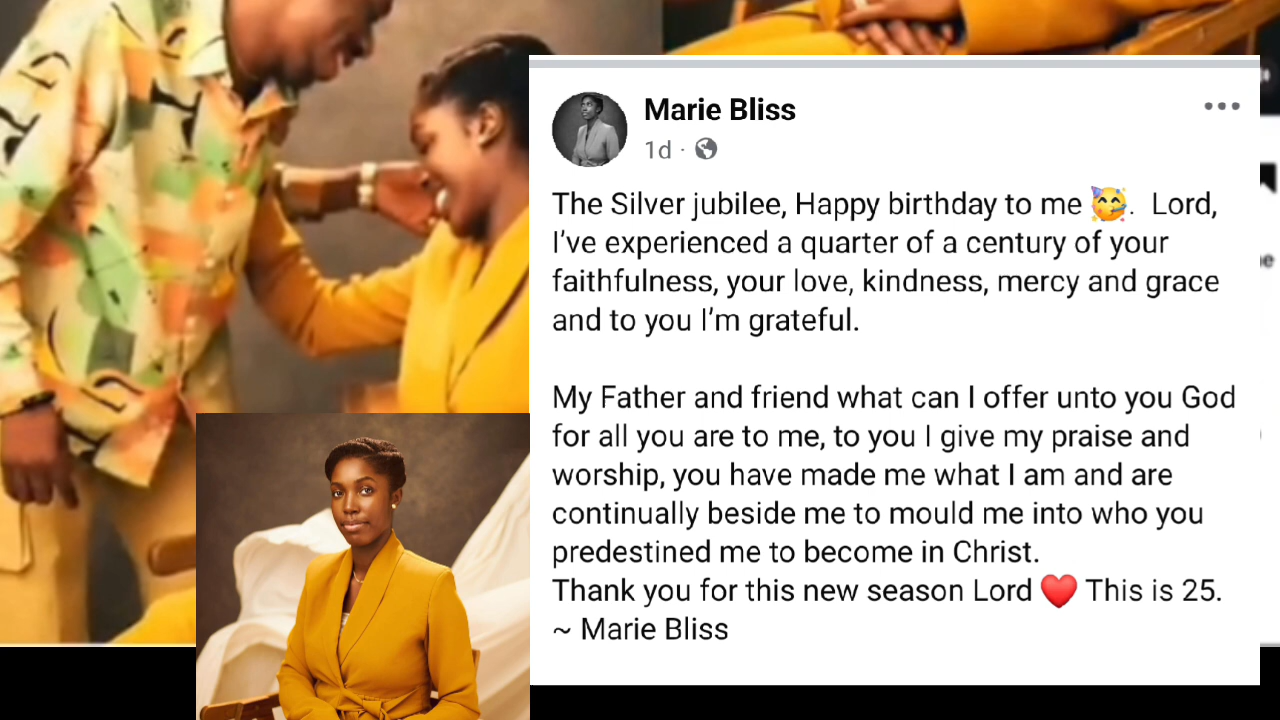 Marie Bliss
1d ·
The Silver jubilee, Happy birthday to me 🥳. Lord,
I've experienced a quarter of a century of your
faithfulness, your love, kindness, mercy and grace
and to you I'm grateful.
My Father and friend what can I offer unto you God
for all you are to me, to you I give my praise and
worship, you have made me what I am and are
continually beside me to mould me into who you
predestined me to become in Christ.
Thank you for this new season Lord ❤️ This is 25.
~ Marie Bliss